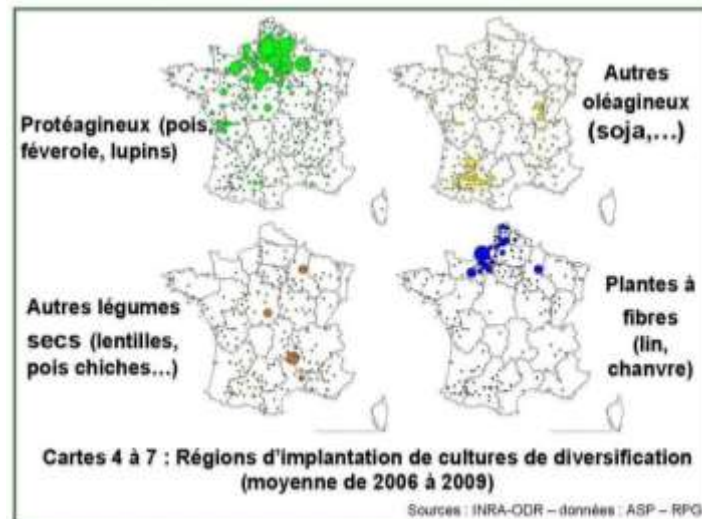 Protéagineux (pois,
féverole, lupins)
Autres
oléagineux
(soja,…)
Autres légumes
secs (lentilles,
pois chiches…)
Plantes à
fibres
(lin,
chanvre)
Cartes 4 à 7 : Régions d’implantation de cultures de diversification
(moyenne de 2006 à 2009)
Sources : INRA-ODR – données : ASP – RPG